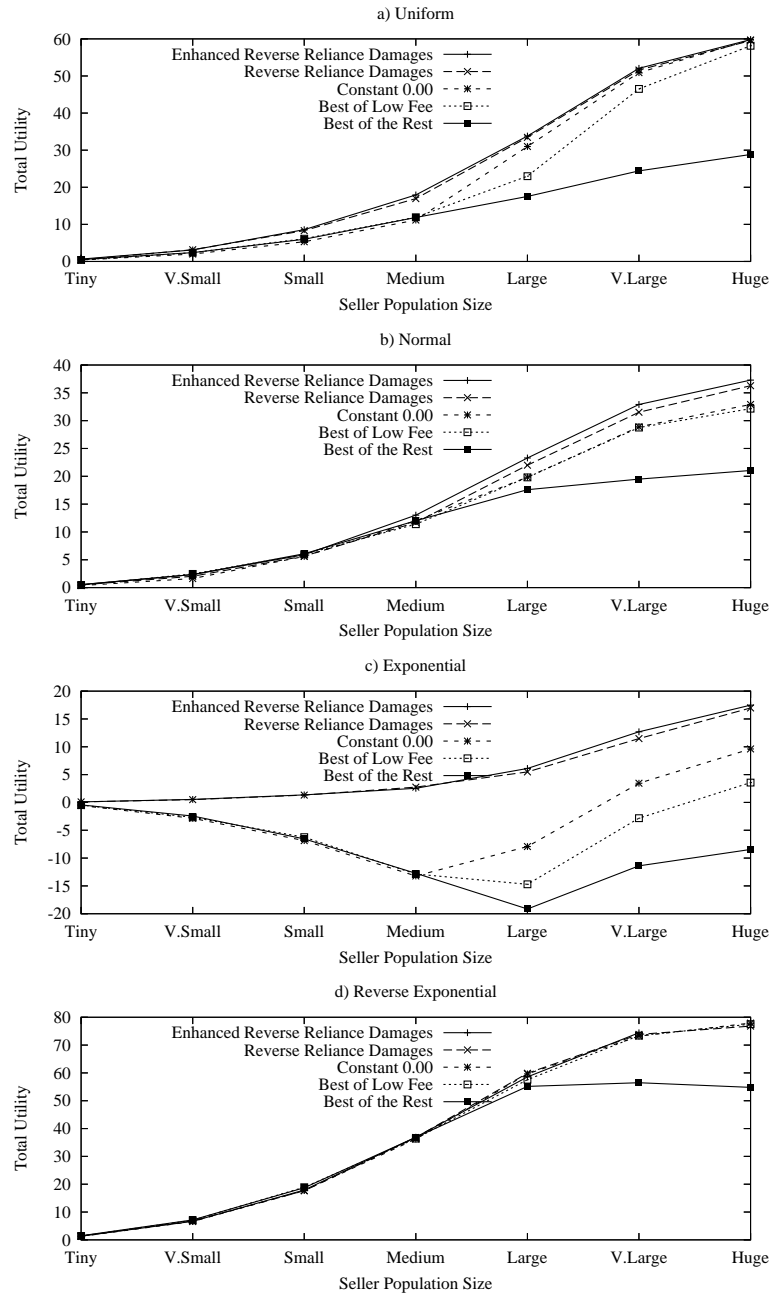 a) Uniform
60
50
40
30
20
10
0
Total Utility
Enhanced Reverse Reliance Damages
Reverse Reliance Damages
Constant 0.00
Best of Low Fee
Best of the Rest
Tiny V.Small Small Medium Large V.Large Huge
Seller Population Size
b) Normal
40
35
30
25
20
15
10
5
0
Total Utility
Enhanced Reverse Reliance Damages
Reverse Reliance Damages
Constant 0.00
Best of Low Fee
Best of the Rest
Tiny V.Small Small Medium Large V.Large Huge
Seller Population Size
c) Exponential
20
15
10
5
0
-5
-10
-15
-20
Total Utility
Enhanced Reverse Reliance Damages
Reverse Reliance Damages
Constant 0.00
Best of Low Fee
Best of the Rest
Tiny V.Small Small Medium Large V.Large Huge
Seller Population Size
d) Reverse Exponential
80
70
60
50
40
30
20
10
0
Total Utility
Enhanced Reverse Reliance Damages
Reverse Reliance Damages
Constant 0.00
Best of Low Fee
Best of the Rest
Tiny V.Small Small Medium Large V.Large Huge
Seller Population Size